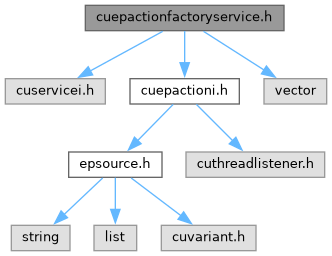 cuepactionfactoryservice.h
cuservicei.h
cuepactioni.h
vector
epsource.h
cuthreadlistener.h
string
list
cuvariant.h